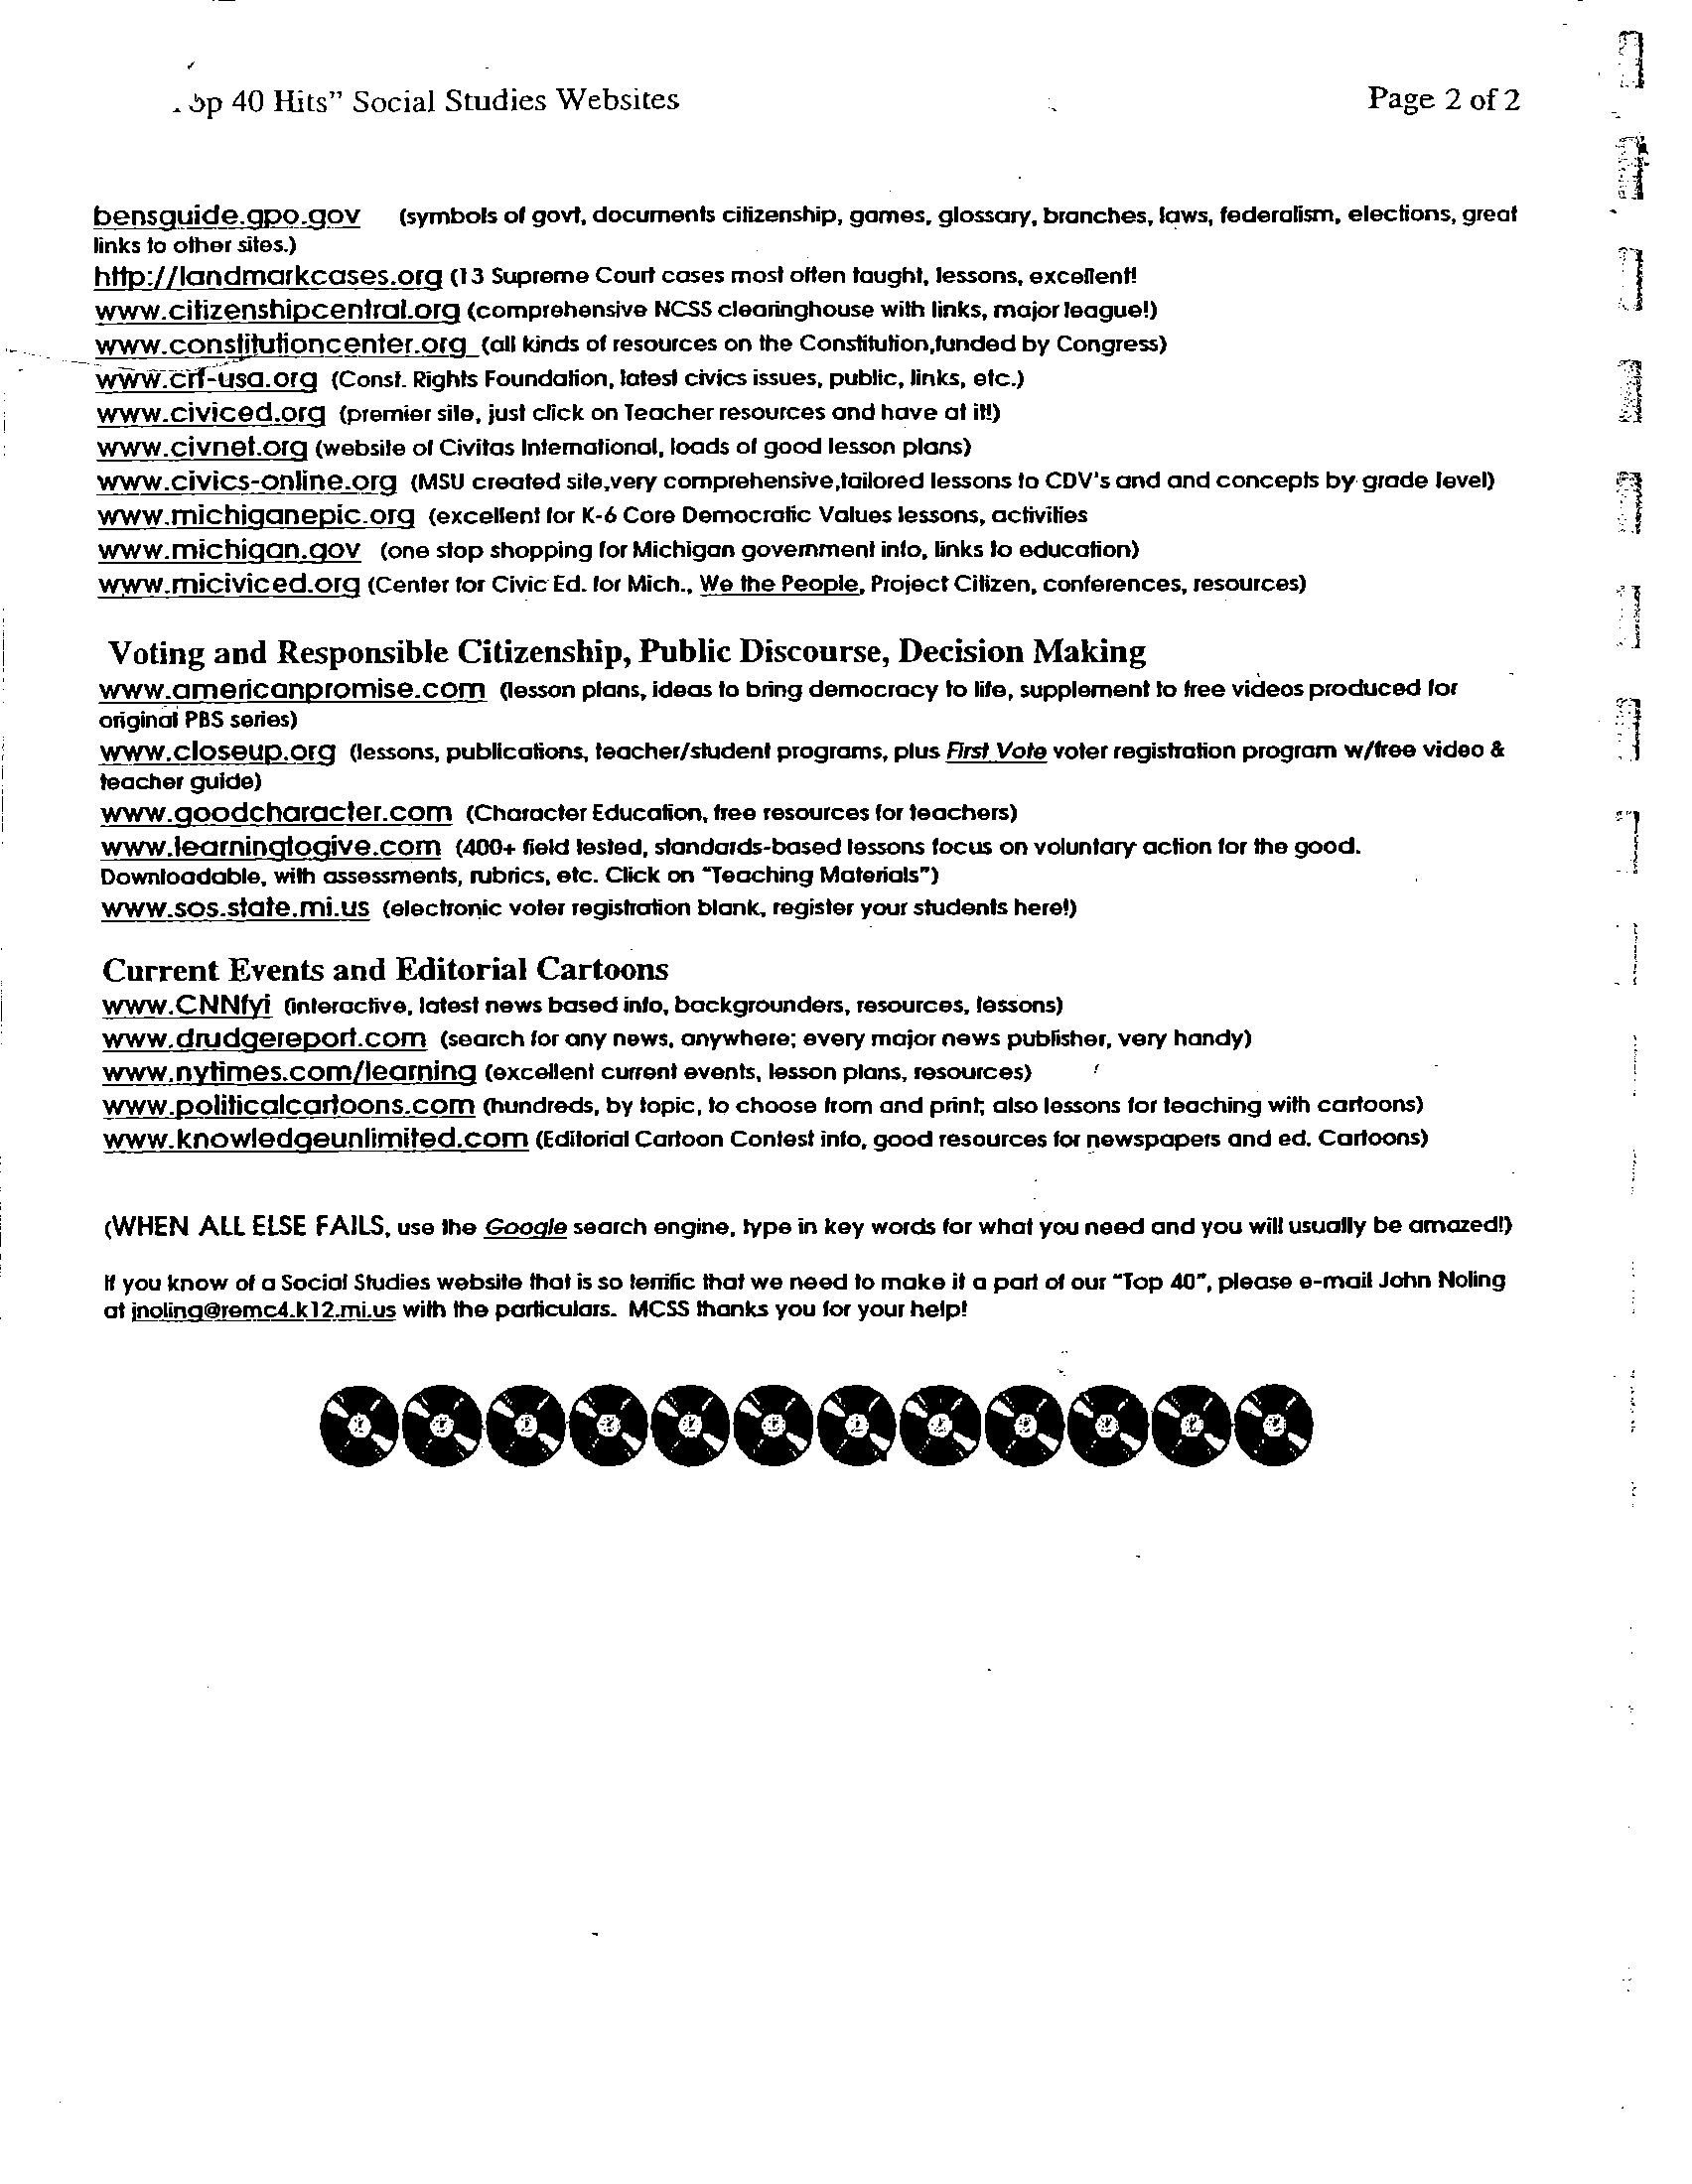 op 40 Hits” Social Studies Websites Page 2 of 2
bensguide.gpo.gov (symbols of govt, documents citizenship, games, glossary, branches, laws, federalism, elections, great
links to other sites.)
http://landmarkcases.org (13 Supreme Court cases most often taught, lessons, excellent!
www.citizenshipcentral.org (comprehensive NCSS clearinghouse with links, major league!)
www.constitutioncenter.org (all kinds of resources on the Constitution,funded by Congress)
www.crf-usa.org (Const. Rights Foundation, latest civics issues, public, links, etc.)
www.civiced.org (premier site, just click on Teacher resources and have at it!)
www.civnet.org (website of Civitas International, loads of good lesson plans)
www.civics-online.org (MSU created site,very comprehensive,tailored lessons to CDV's and and concepts by grade level)
www.michiganepic.org (excellent for K-6 Core Democratic Values lessons, activities
www.michigan.gov (one stop shopping for Michigan government info, links to education)
www.miciviced.org (Center for Civic Ed. for Mich., We the People, Project Citizen, conferences, resources)
Voting and Responsible Citizenship, Public Discourse, Decision Making
www.americanpromise.com (lesson plans, ideas to bring democracy to life, supplement to free videos produced for
original PBS series)
www.closeup.org (lessons, publications, teacher/student programs, plus First Vote voter registration program w/free video &
teacher guide)
www.goodcharacter.com (Character Education, free resources for teachers)
www.learningtogive.com (400+ field tested, standards-based lessons focus on voluntary action for the good.
Downloadable, with assessments, rubrics, etc. Click on "Teaching Materials")
www.sos.state.mi.us (electronic voter registration blank, register your students here!)
Current Events and Editorial Cartoons
www.CNNfyi (interactive, latest news based info, backgrounders, resources, lessons)
www.drudgereport.com (search for any news, anywhere; every major news publisher, very handy)
www.nytimes.com/learning (excellent current events, lesson plans, resources)
www.politicalcartoons.com (hundreds, by topic, to choose from and print; also lessons for teaching with cartoons)
www.knowledgeunlimited.com (Editorial Cartoon Contest info, good resources for newspapers and ed. Cartoons)
(WHEN ALL ELSE FAILS, use the Google search engine, type in key words for what you need and you will usually be amazed!)
If you know of a Social Studies website that is so terrific that we need to make it a part of our "Top 40", please e-mail John Noling
at jnoling@remc4.k12.mi.us with the particulars. MCSS thanks you for your help!